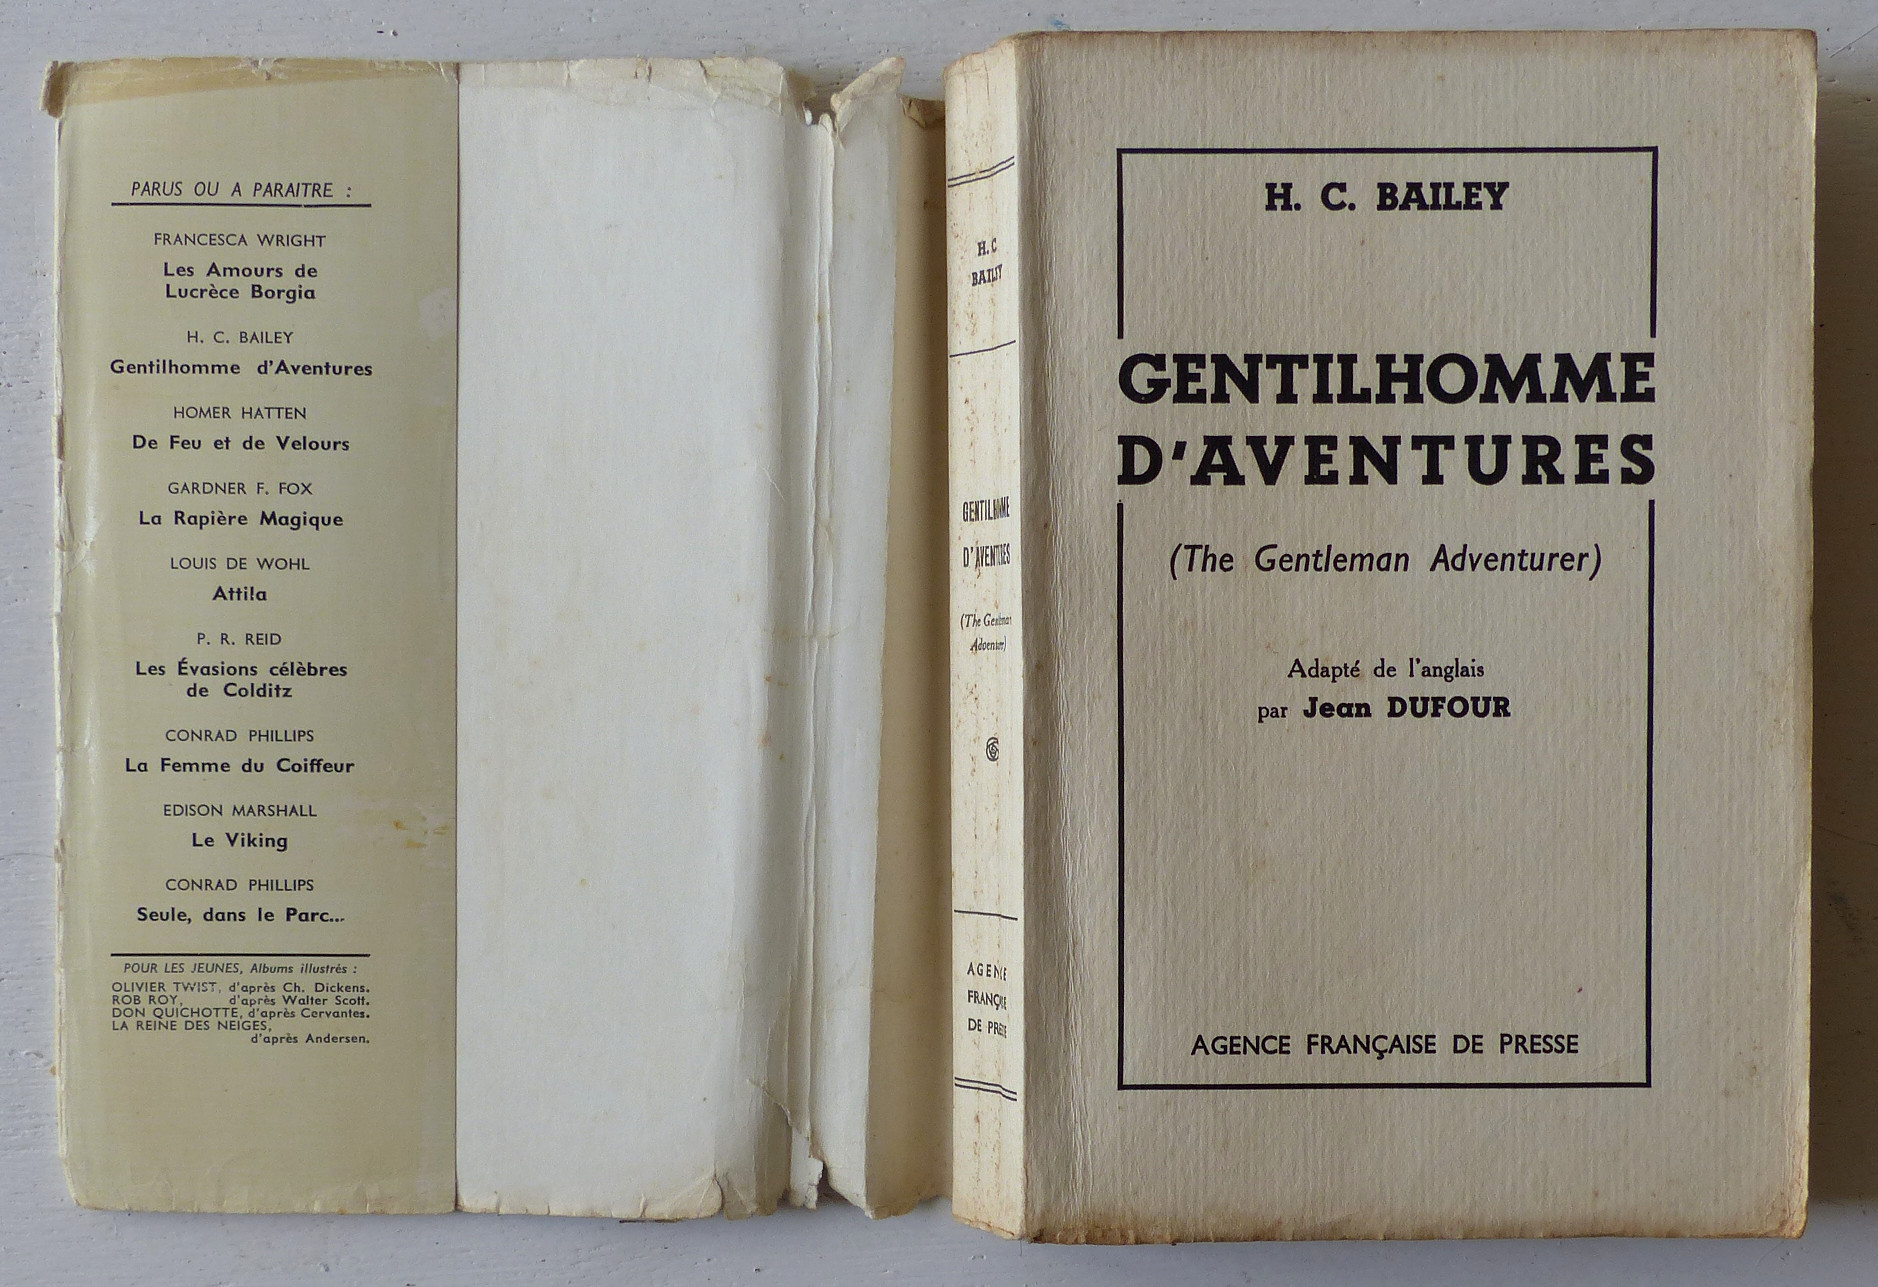 PARUS OU A PARAITRE :
FRANCESCA WRIGHT
Les Amours de
Lucrèce Borgia
H. C. BAILEY
Gentilhomme d'Aventures
HOMER HATTEN
De Feu et de Velours
GARDNER F. FOX
La Rapière Magique
LOUIS DE WOHL
Attila
P. R. REID
Les Évasions célèbres
de Colditz
CONRAD PHILLIPS
La Femme du Coiffeur
EDISON MARSHALL
Le Viking
CONRAD PHILLIPS
Seule, dans le Parc...
POUR LES JEUNES, Albums illustrés :
OLIVIER TWIST, d'après Ch. Dickens.
ROB ROY, d'après Walter Scott.
DON QUICHOTTE, d'après Cervantes.
LA REINE DES NEIGES,
d'après Andersen.
H. C
BAILEY
GENTILHOMME
D'AVENTURES
(The Gentleman
Adventurer)
AGENCE
FRANÇAISE
DE PRESSE
H. C. BAILEY
GENTILHOMME
D'AVENTURES
(The Gentleman Adventurer)
Adapté de l'anglais
par Jean DUFOUR
AGENCE FRANÇAISE DE PRESSE